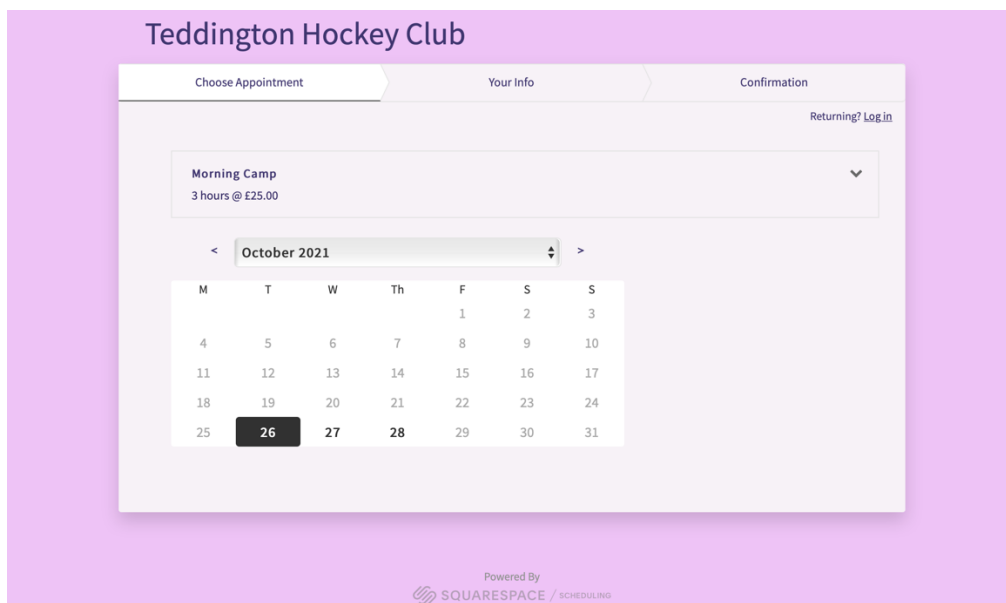 Teddington Hockey Club
Choose Appointment
Your Info
Confirmation
Returning? Log in
Morning Camp
3 hours @ £25.00
< October 2021 >
M T W Th F S S
1 2 3
4 5 6 7 8 9 10
11 12 13 14 15 16 17
18 19 20 21 22 23 24
25 26 27 28 29 30 31
Powered By
SQUARESPACE / SCHEDULING